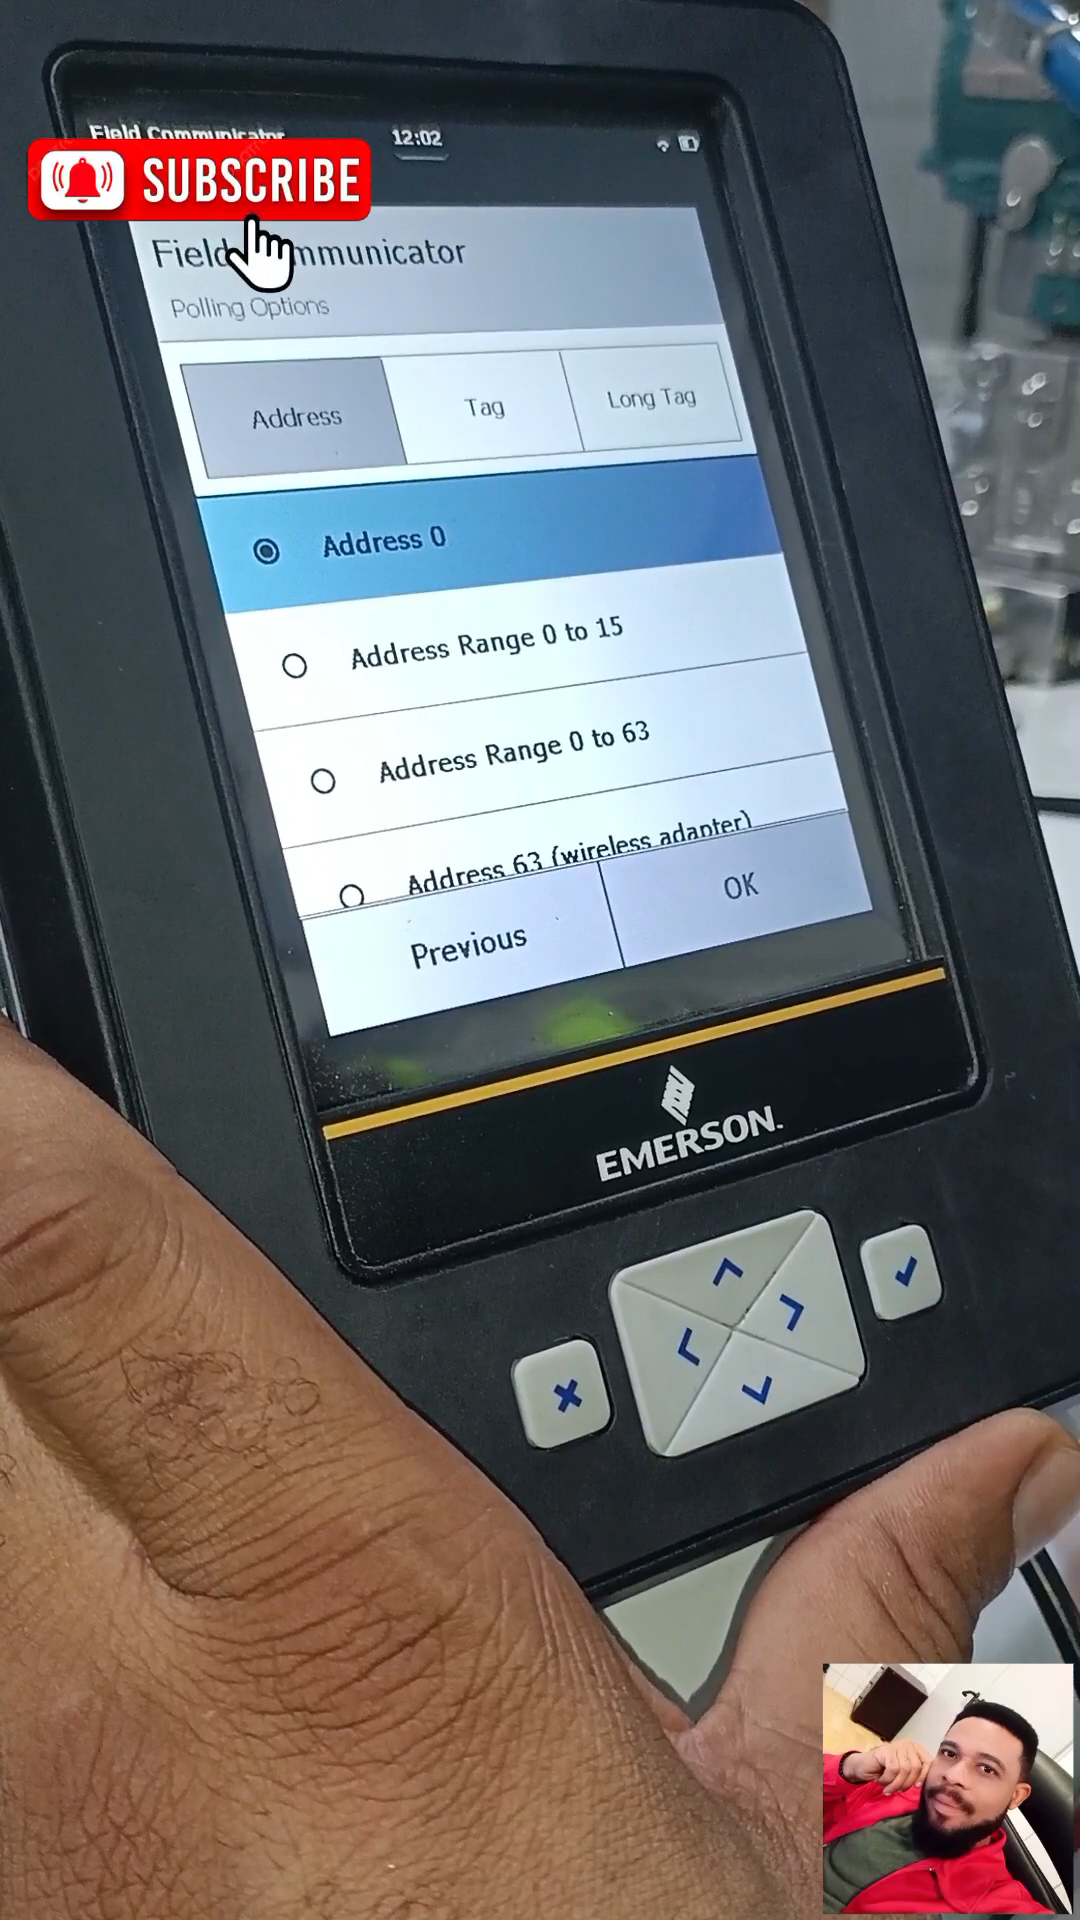 Field Communicator
12:02
SUBSCRIBE
Field Communicator
Polling Options
Address
Tag
Long Tag
Address 0
Address Range 0 to 15
Address Range 0 to 63
Address 63 (wireless adapter)
Previous
OK
EMERSON.